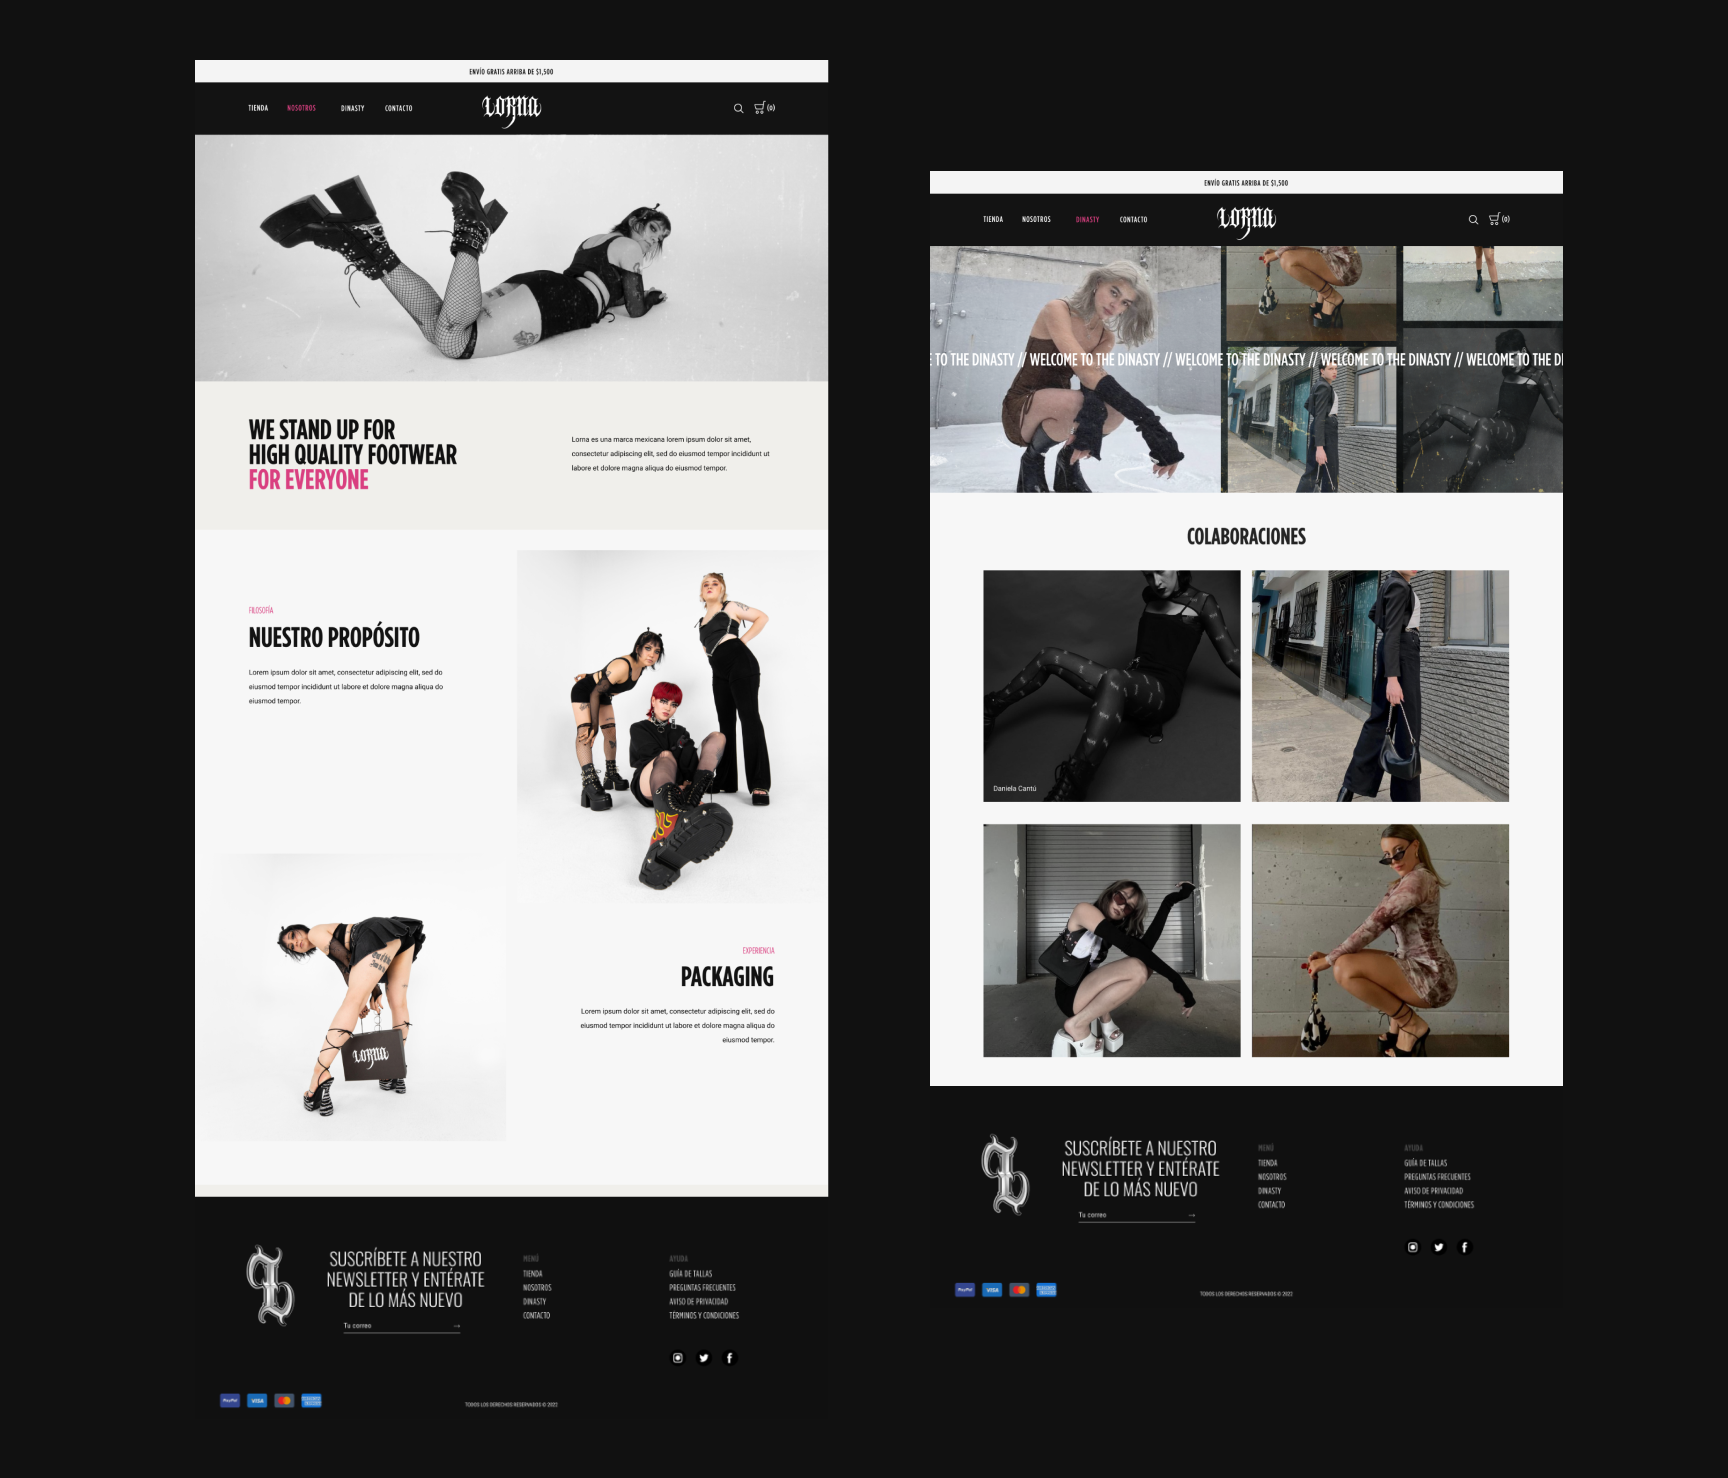 ENVÍO GRATIS ARRIBA DE $1,500
TIENDA NOSOTROS DINASTY CONTACTO
LORNA
(0)
WE STAND UP FOR
HIGH QUALITY FOOTWEAR
FOR EVERYONE
Lorna es una marca mexicana lorem ipsum dolor sit amet,
consectetur adipiscing elit, sed do eiusmod tempor incididunt ut
labore et dolore magna aliqua do eiusmod tempor.
FILOSOFÍA
NUESTRO PROPÓSITO
Lorem ipsum dolor sit amet, consectetur adipiscing elit, sed do
eiusmod tempor incididunt ut labore et dolore magna aliqua do
eiusmod tempor.
LORNA
EXPERIENCIA
PACKAGING
Lorem ipsum dolor sit amet, consectetur adipiscing elit, sed do
eiusmod tempor incididunt ut labore et dolore magna aliqua do
eiusmod tempor.
SUSCRÍBETE A NUESTRO
NEWSLETTER Y ENTÉRATE
DE LO MÁS NUEVO
Tu correo →
MENÚ
TIENDA
NOSOTROS
DINASTY
CONTACTO
AYUDA
GUÍA DE TALLAS
PREGUNTAS FRECUENTES
AVISO DE PRIVACIDAD
TÉRMINOS Y CONDICIONES
PayPal VISA
TODOS LOS DERECHOS RESERVADOS © 2022
ENVÍO GRATIS ARRIBA DE $1,500
TIENDA NOSOTROS DINASTY CONTACTO
LORNA
(0)
E TO THE DINASTY // WELCOME TO THE DINASTY // WELCOME TO THE DINASTY // WELCOME TO THE DINASTY // WELCOME TO THE DI
COLABORACIONES
Daniela Cantú
SUSCRÍBETE A NUESTRO
NEWSLETTER Y ENTÉRATE
DE LO MÁS NUEVO
Tu correo →
MENÚ
TIENDA
NOSOTROS
DINASTY
CONTACTO
AYUDA
GUÍA DE TALLAS
PREGUNTAS FRECUENTES
AVISO DE PRIVACIDAD
TÉRMINOS Y CONDICIONES
PayPal VISA
TODOS LOS DERECHOS RESERVADOS © 2022